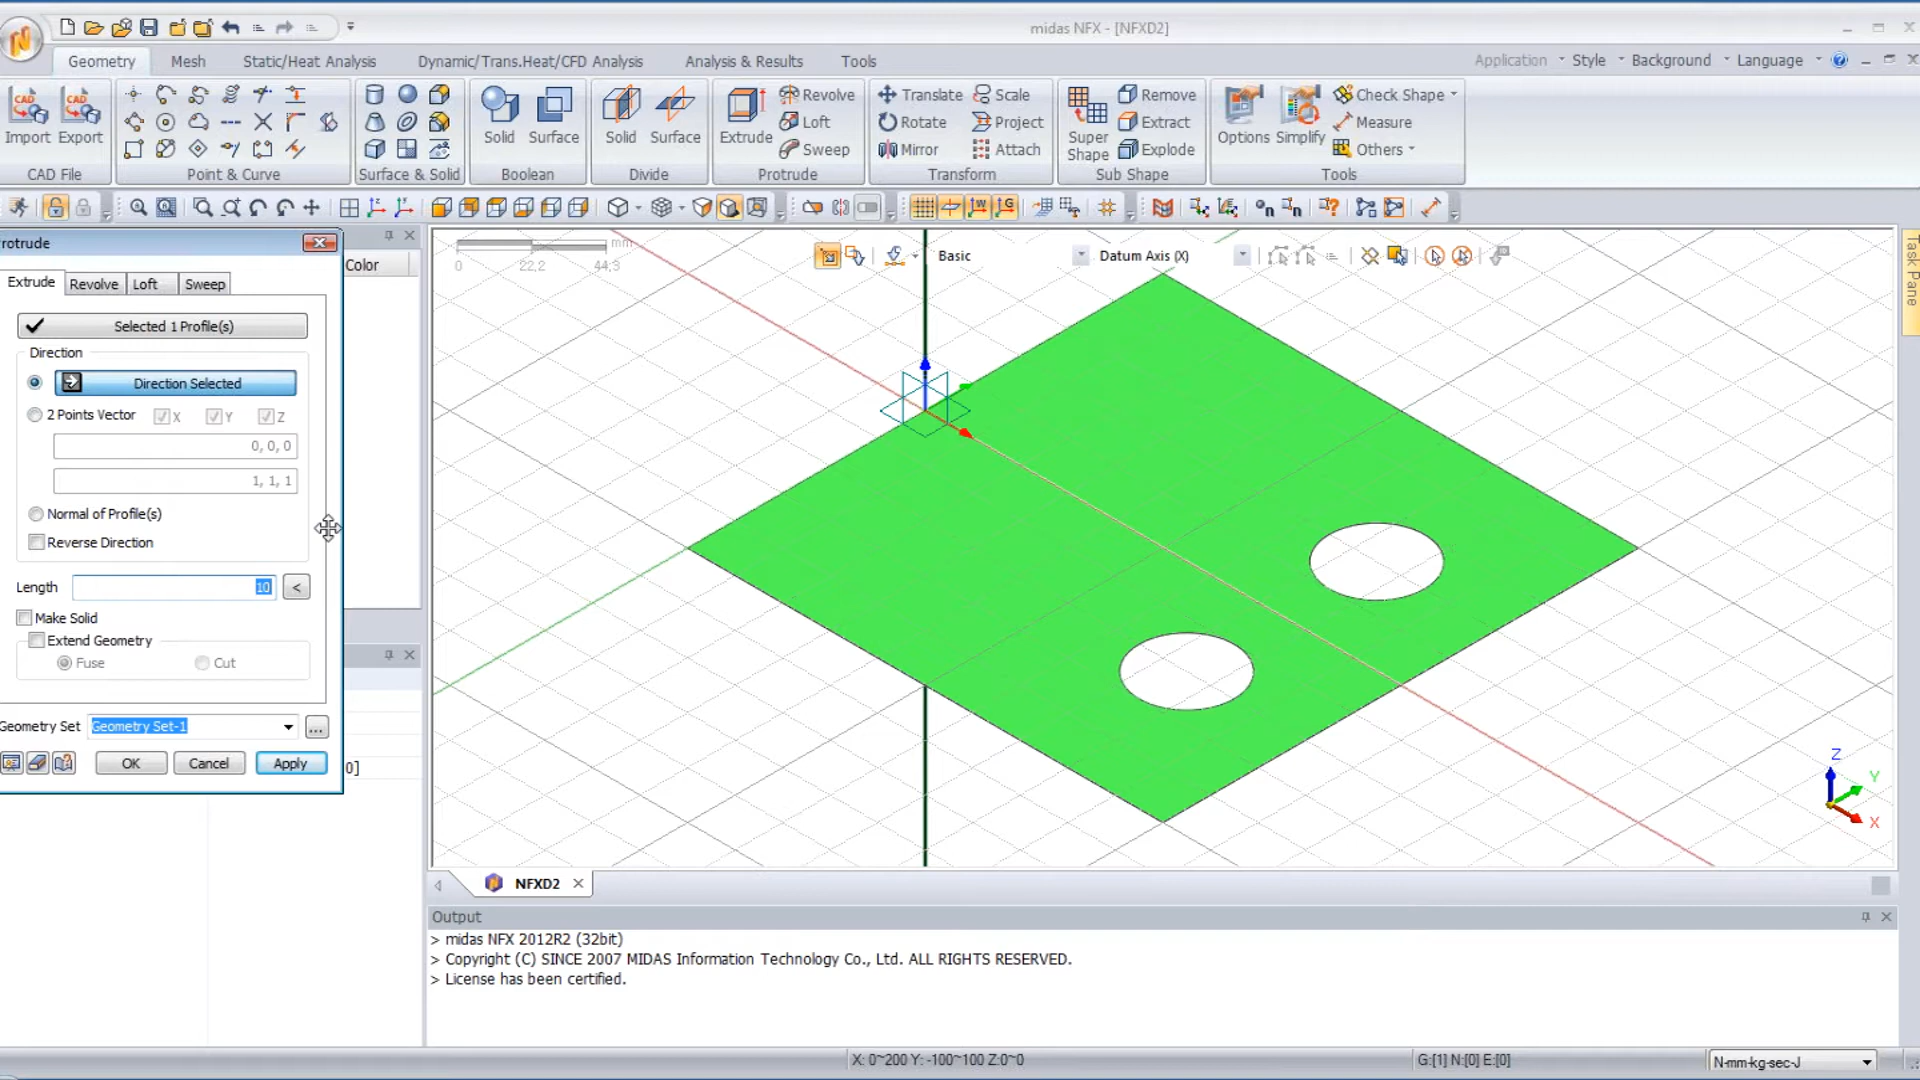 midas NFX - [NFXD2]
Geometry
Mesh
Static/Heat Analysis
Dynamic/Trans.Heat/CFD Analysis
Analysis & Results
Tools
Application
Style
Background
Language
CAD
CAD
Import
Export
CAD File
Point & Curve
Surface & Solid
Solid
Surface
Boolean
Solid
Surface
Divide
Extrude
Revolve
Loft
Sweep
Protrude
Translate
Rotate
Mirror
Scale
Project
Attach
Transform
Super
Shape
Remove
Extract
Explode
Sub Shape
Options
Simplify
Check Shape
Measure
Others
Tools
rotrude
Color
Extrude
Revolve
Loft
Sweep
Selected 1 Profile(s)
Direction
Direction Selected
2 Points Vector
X
Y
Z
0, 0, 0
1, 1, 1
Normal of Profile(s)
Reverse Direction
Length
10
<
Make Solid
Extend Geometry
Fuse
Cut
Geometry Set
Geometry Set-1
...
OK
Cancel
Apply
0]
mm
0
22,2
44,3
Basic
Datum Axis (X)
Task Pane
Z
Y
X
NFXD2
Output
> midas NFX 2012R2 (32bit)
> Copyright (C) SINCE 2007 MIDAS Information Technology Co., Ltd. ALL RIGHTS RESERVED.
> License has been certified.
X: 0~200 Y: -100~100 Z:0~0
G:[1] N:[0] E:[0]
N-mm-kg-sec-J